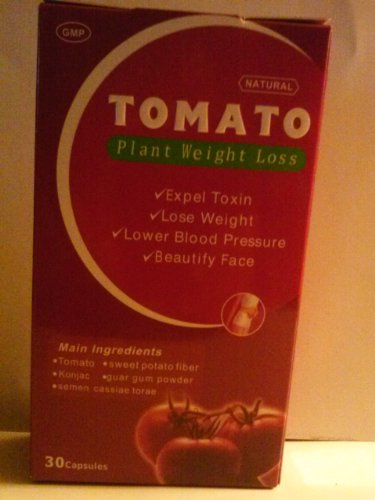 GMP
NATURAL
TOMATO
Plant Weight Loss
✓Expel Toxin
✓Lose Weight
✓Lower Blood Pressure
✓Beautify Face
Main Ingredients
•Tomato •sweet potato fiber
•Konjac •guar gum powder
•semen cassiae torae
30Capsules